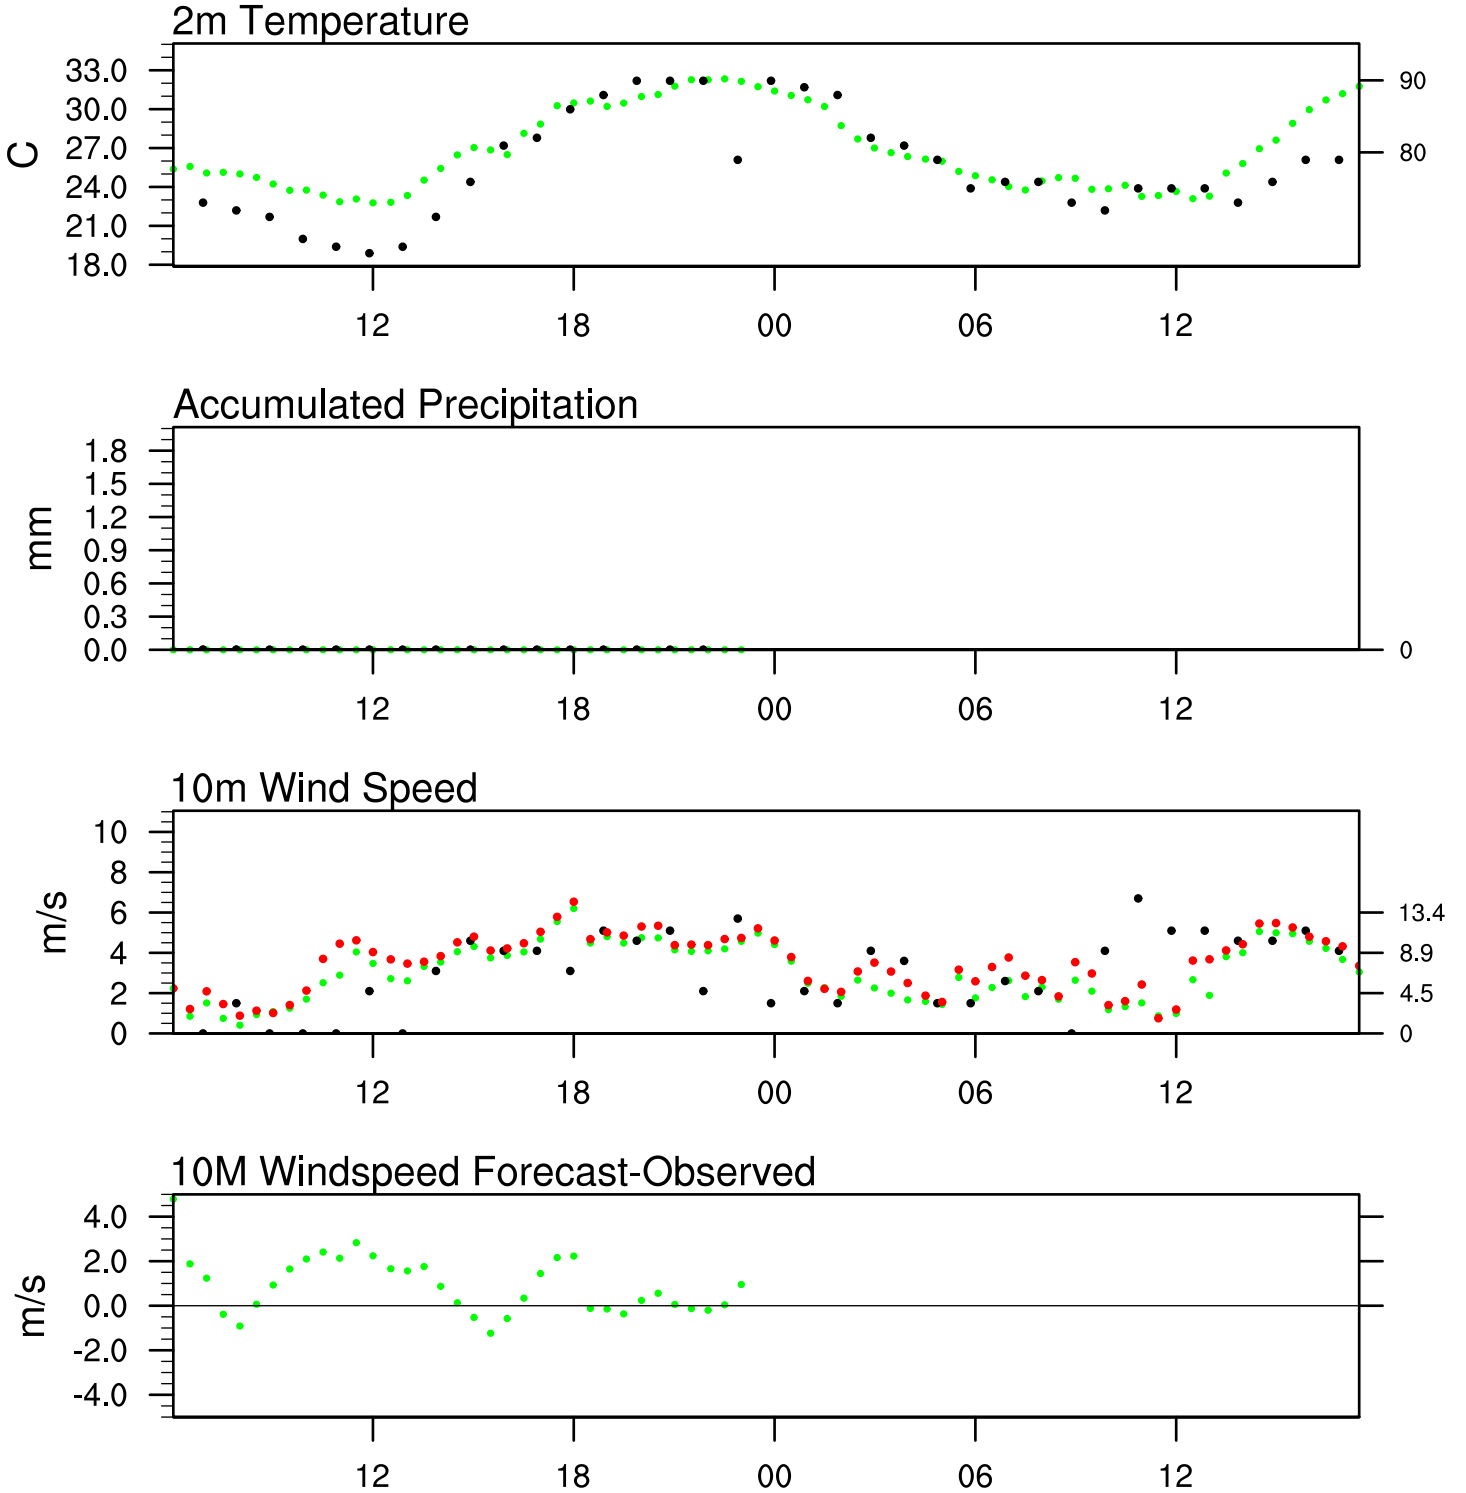 2m Temperature
33.0
30.0
27.0
24.0
21.0
18.0
C
90
80
12 18 00 06 12
Accumulated Precipitation
1.8
1.5
1.2
0.9
0.6
0.3
0.0
mm
0
12 18 00 06 12
10m Wind Speed
10
8
6
4
2
0
m/s
13.4
8.9
4.5
0
12 18 00 06 12
10M Windspeed Forecast-Observed
4.0
2.0
0.0
-2.0
-4.0
m/s
12 18 00 06 12